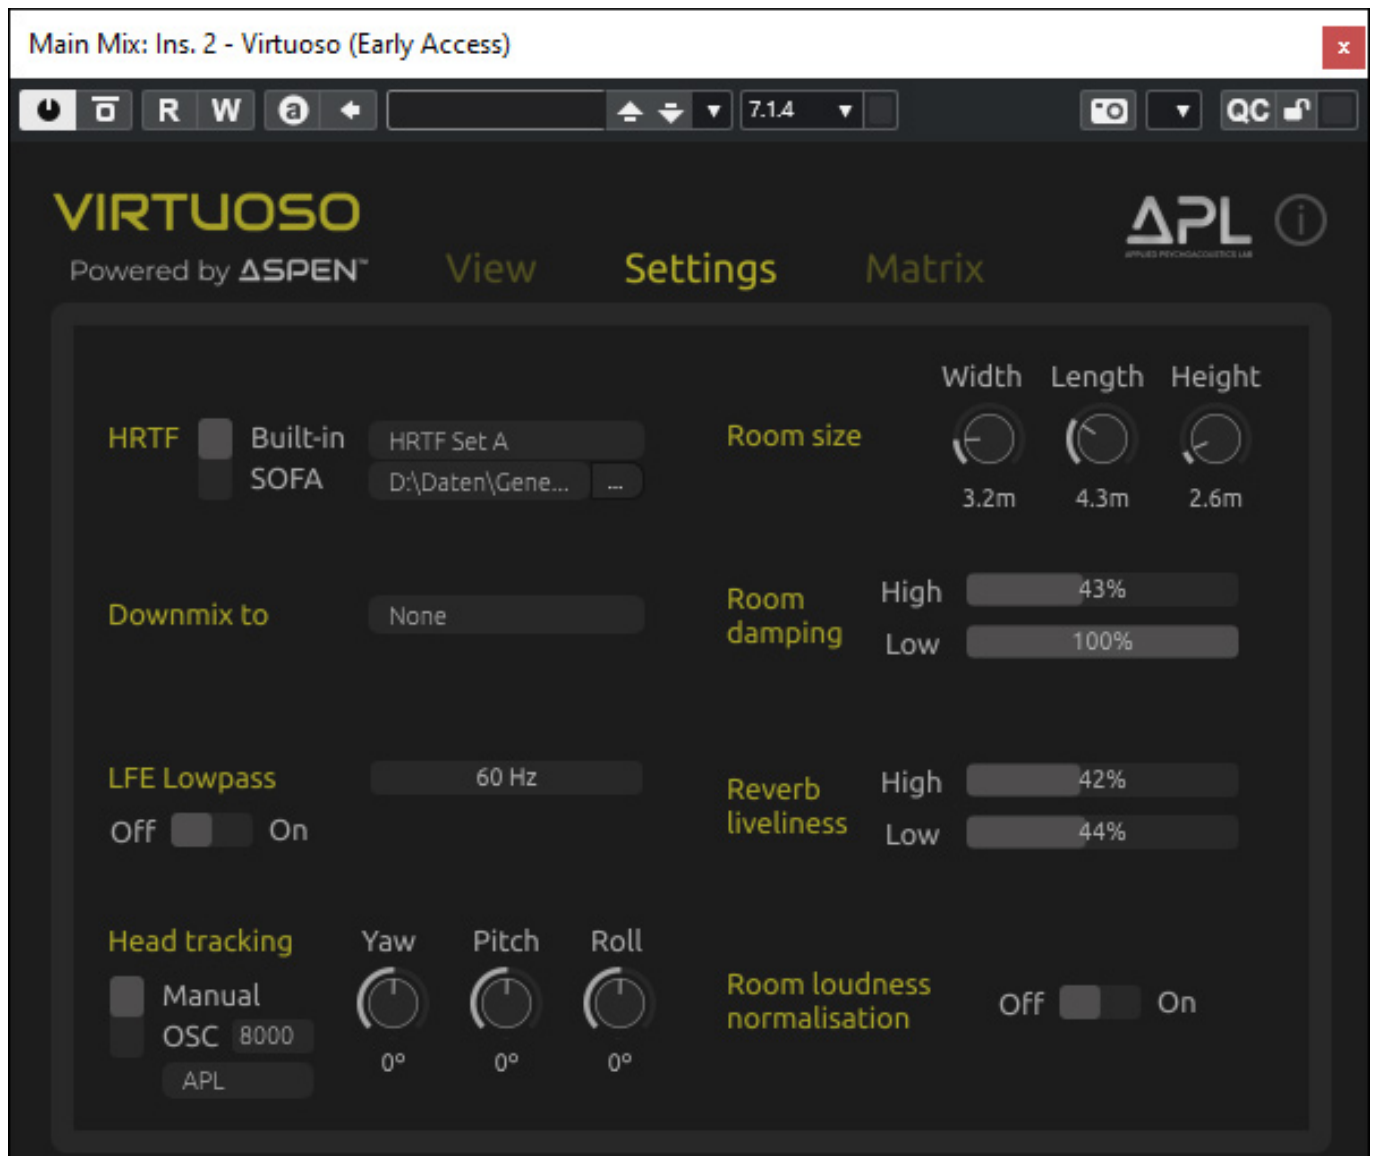 Main Mix: Ins. 2 - Virtuoso (Early Access)
x
R W a 7.1.4 QC
VIRTUOSO
Powered by ASPEN™
View Settings Matrix
APL
APPLIED PSYCHOACOUSTICS LAB
i
HRTF
Built-in HRTF Set A
SOFA D:\Daten\Gene... ...
Downmix to None
LFE Lowpass 60 Hz
Off On
Head tracking Yaw Pitch Roll
Manual
OSC 8000
APL
0° 0° 0°
Width Length Height
Room size
3.2m 4.3m 2.6m
Room
damping
High 43%
Low 100%
Reverb
liveliness
High 42%
Low 44%
Room loudness
normalisation
Off On